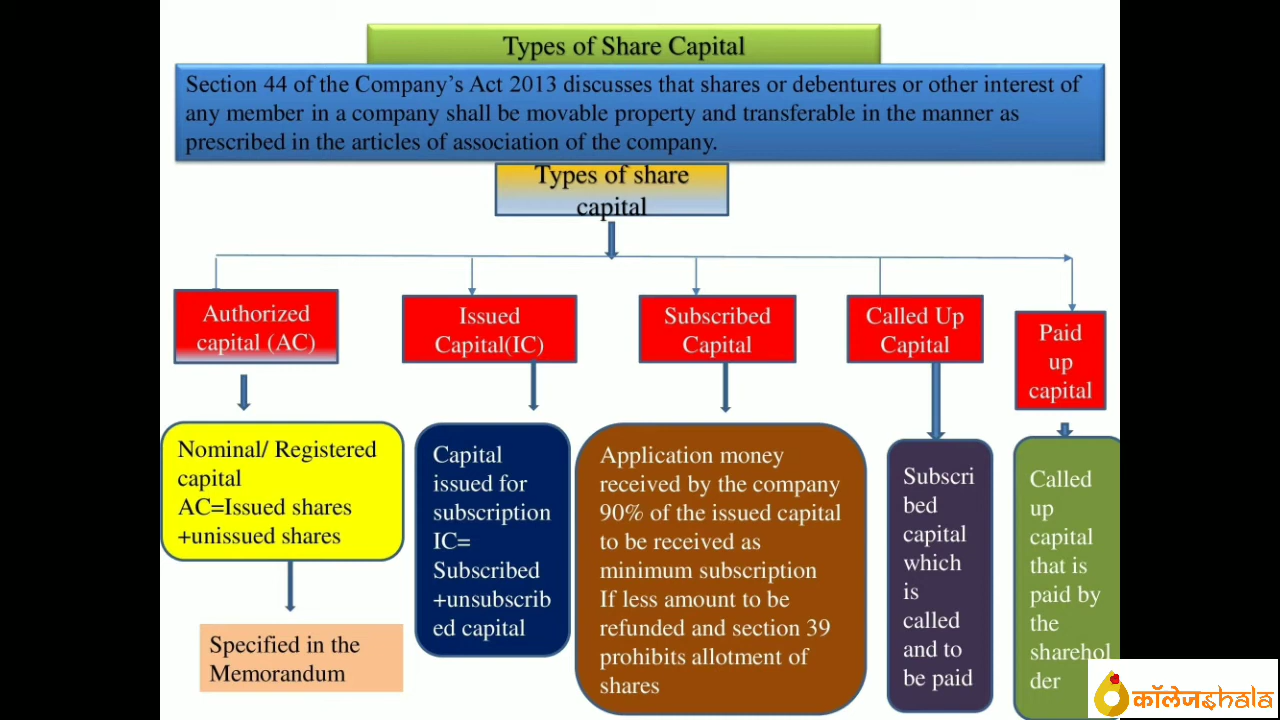 Types of Share Capital
Section 44 of the Company's Act 2013 discusses that shares or debentures or other interest of
any member in a company shall be movable property and transferable in the manner as
prescribed in the articles of association of the company.
Types of share
capital
Authorized
capital (AC)
Issued
Capital(IC)
Subscribed
Capital
Called Up
Capital
Paid
up
capital
Nominal/ Registered
capital
AC=Issued shares
+unissued shares
Specified in the
Memorandum
Capital
issued for
subscription
IC=
Subscribed
+unsubscrib
ed capital
Application money
received by the company
90% of the issued capital
to be received as
minimum subscription
If less amount to be
refunded and section 39
prohibits allotment of
shares
Subscri
bed
capital
which
is
called
and to
be paid
Called
up
capital
that is
paid by
the
sharehol
der
कॉलेजshala